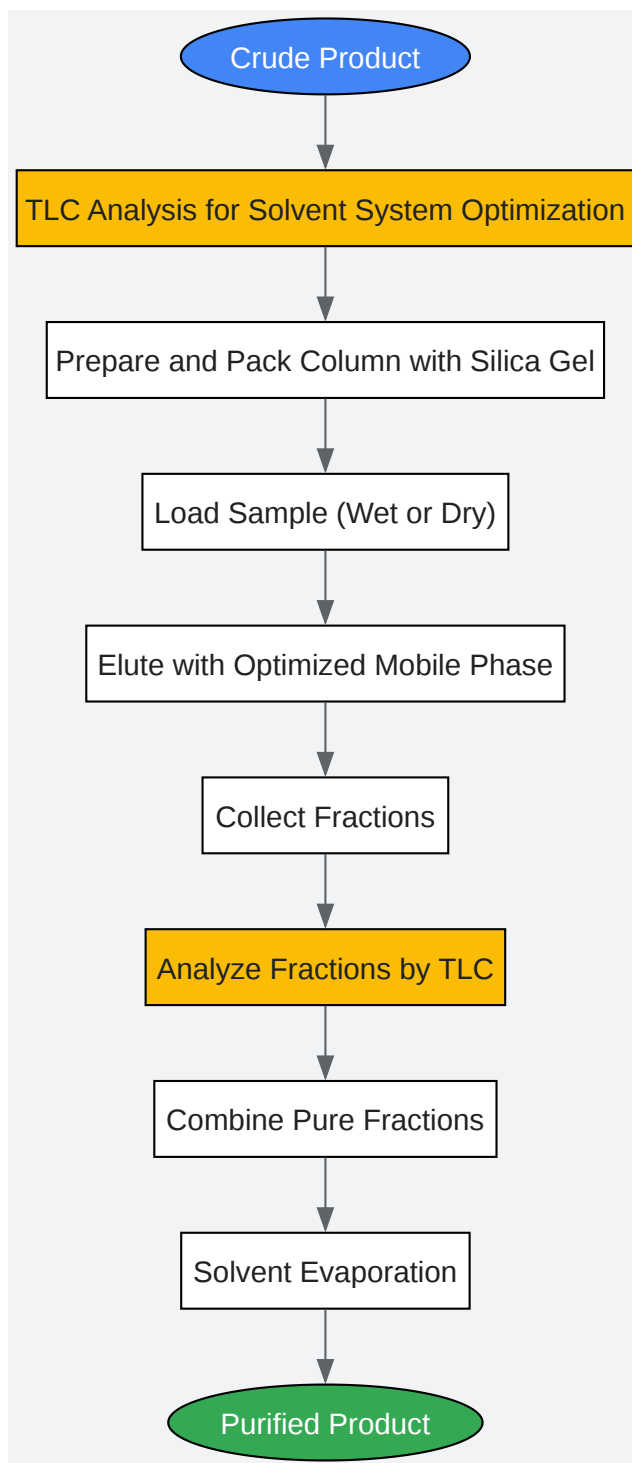 Crude Product
TLC Analysis for Solvent System Optimization
Prepare and Pack Column with Silica Gel
Load Sample (Wet or Dry)
Elute with Optimized Mobile Phase
Collect Fractions
Analyze Fractions by TLC
Combine Pure Fractions
Solvent Evaporation
Purified Product